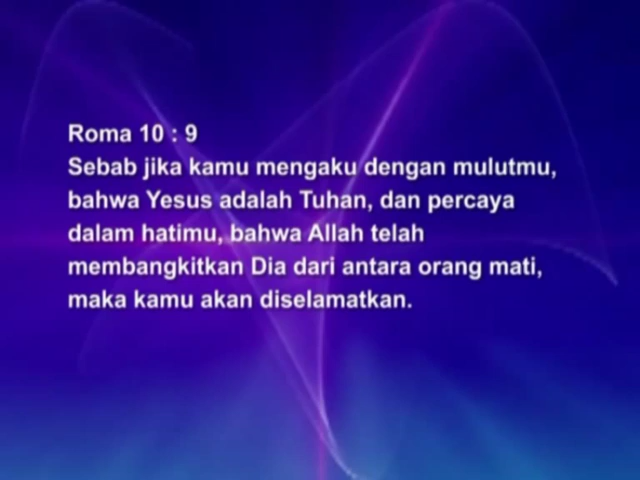 Roma 10 : 9
Sebab jika kamu mengaku dengan mulutmu,
bahwa Yesus adalah Tuhan, dan percaya
dalam hatimu, bahwa Allah telah
membangkitkan Dia dari antara orang mati,
maka kamu akan diselamatkan.